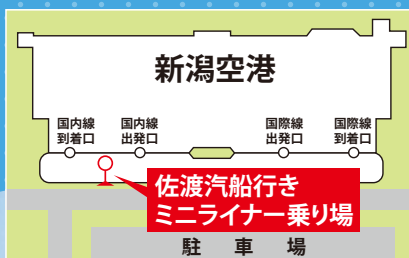 新潟空港
国内線
到着口
国内線
出発口
国際線
出発口
国際線
到着口
佐渡汽船行き
ミニライナー乗り場
駐車場